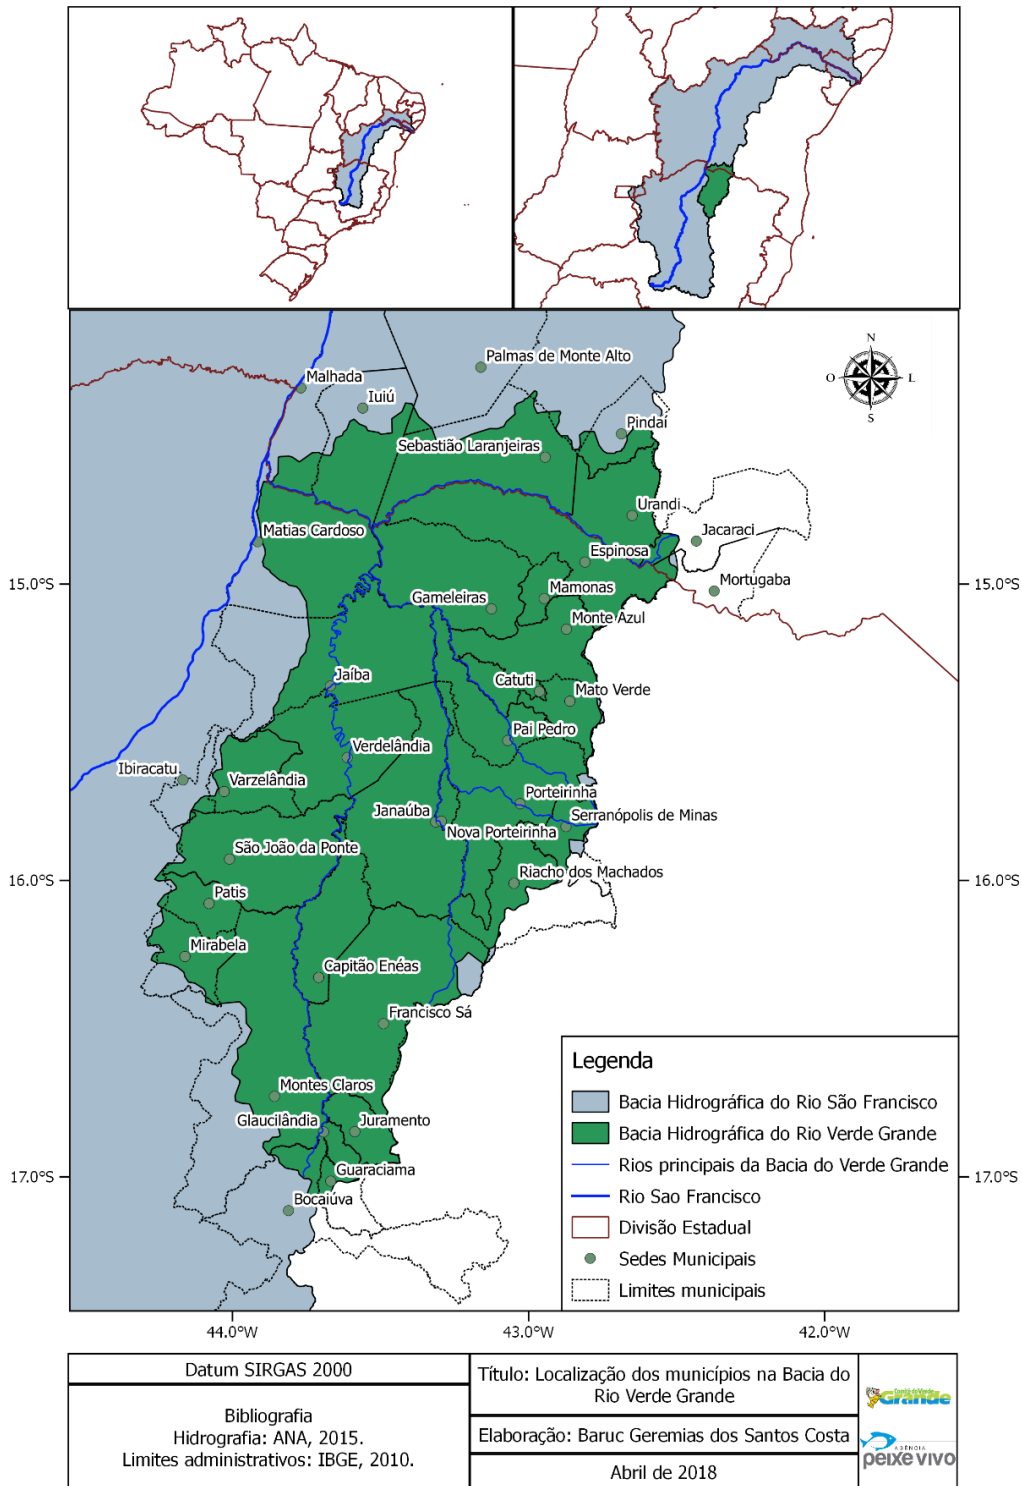 N
O
L
S
Palmas de Monte Alto
Malhada
Iuiú
Pindaí
Sebastião Laranjeiras
Urandi
Matias Cardoso
Jacaraci
Espinosa
15.0°S
15.0°S
Mortugaba
Mamonas
Gameleiras
Monte Azul
Jaíba
Catuti
Mato Verde
Pai Pedro
Verdelândia
Ibiracatu
Varzelândia
Porteirinha
Janaúba
Serranópolis de Minas
Nova Porteirinha
São João da Ponte
Riacho dos Machados
16.0°S
16.0°S
Patis
Mirabela
Capitão Enéas
Francisco Sá
Montes Claros
Glaucilândia
Juramento
Guaraciama
17.0°S
17.0°S
Bocaiúva
Legenda
Bacia Hidrográfica do Rio São Francisco
Bacia Hidrográfica do Rio Verde Grande
Rios principais da Bacia do Verde Grande
Rio Sao Francisco
Divisão Estadual
Sedes Municipais
Limites municipais
44.0°W
43.0°W
42.0°W
Datum SIRGAS 2000
Bibliografia
Hidrografia: ANA, 2015.
Limites administrativos: IBGE, 2010.
Título: Localização dos municípios na Bacia do
Rio Verde Grande
Elaboração: Baruc Geremias dos Santos Costa
Abril de 2018
Comitê do Verde
Grande
AGÊNCIA
peixe vivo